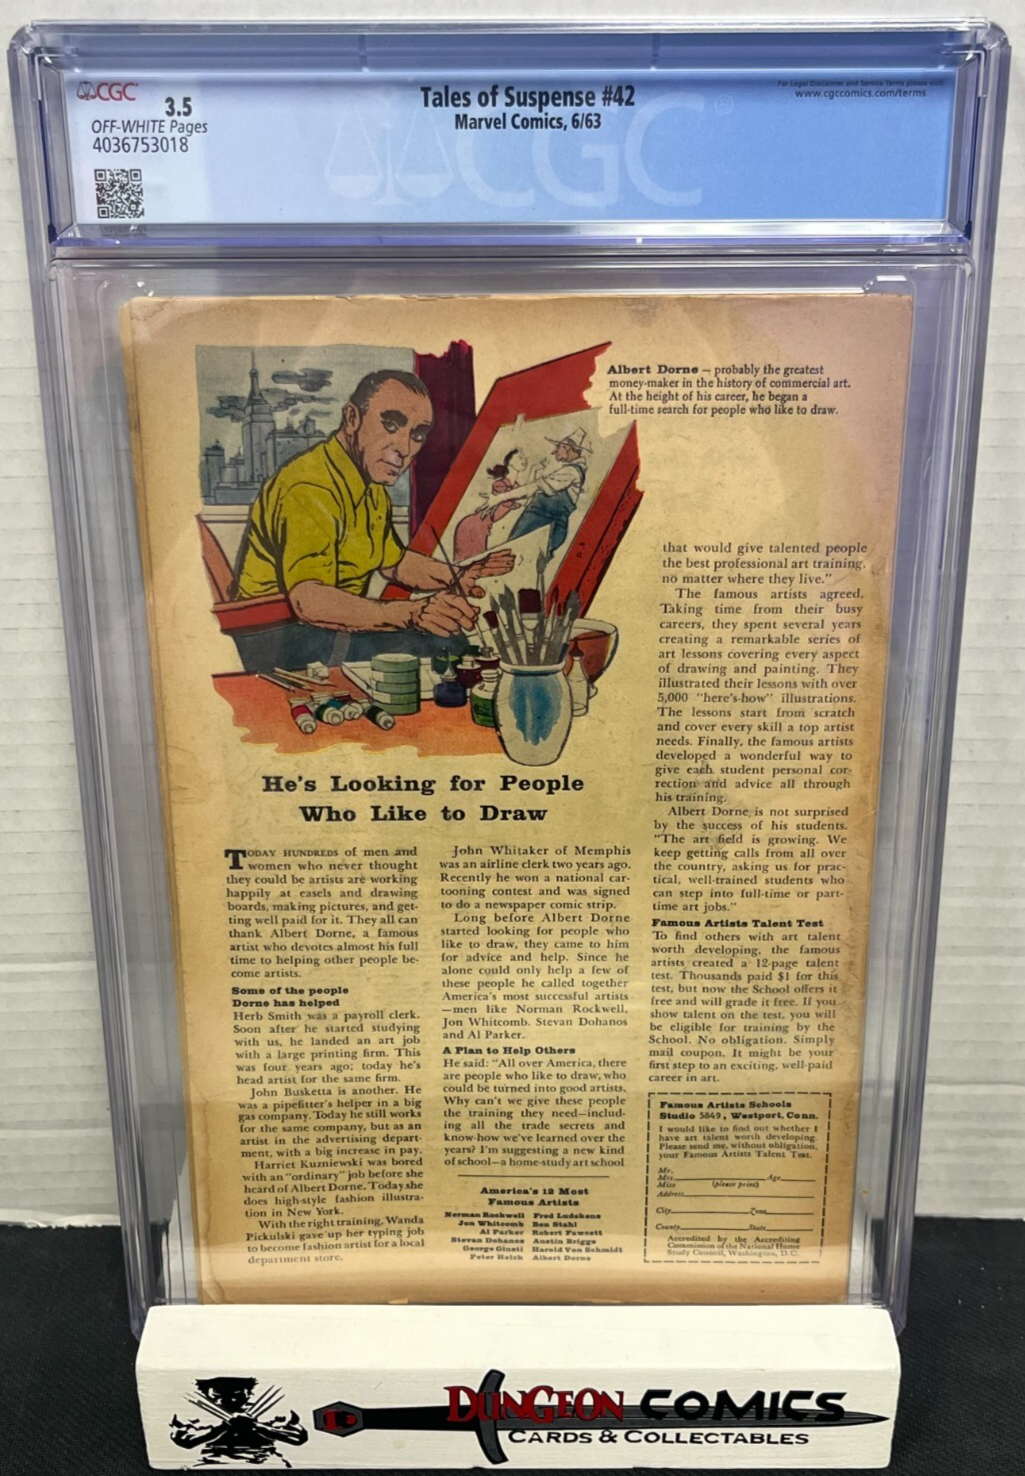 CGC
3.5
OFF-WHITE Pages
4036753018
Tales of Suspense #42
Marvel Comics, 6/63
For Legal Disclaimer and Service Terms please visit:
www.cgccomics.com/terms
CGC
Albert Dorne – probably the greatest
money-maker in the history of commercial art.
At the height of his career, he began a
full-time search for people who like to draw.
He's Looking for People
Who Like to Draw
TODAY HUNDREDS of men and
women who never thought
they could be artists are working
happily at easels and drawing
boards, making pictures, and get-
ting well paid for it. They all can
thank Albert Dorne, a famous
artist who devotes almost his full
time to helping other people be-
come artists.
Some of the people
Dorne has helped
Herb Smith was a payroll clerk.
Soon after he started studying
with us, he landed an art job
with a large printing firm. This
was four years ago; today he's
head artist for the same firm.
John Busketta is another. He
was a pipefitter's helper in a big
gas company. Today he still works
for the same company, but as an
artist in the advertising depart-
ment, with a big increase in pay.
Harriet Kuzniewski was bored
with an "ordinary" job before she
heard of Albert Dorne. Today she
does high-style fashion illustra-
tion in New York.
With the right training, Wanda
Pickulski gave up her typing job
to become fashion artist for a local
department store.
John Whitaker of Memphis
was an airline clerk two years ago.
Recently he won a national car-
tooning contest and was signed
to do a newspaper comic strip.
Long before Albert Dorne
started looking for people who
like to draw, they came to him
for advice and help. Since he
alone could only help a few of
these people he called together
America's most successful artists
—men like Norman Rockwell,
Jon Whitcomb, Stevan Dohanos
and Al Parker.
A Plan to Help Others
He said: "All over America, there
are people who like to draw, who
could be turned into good artists.
Why can't we give these people
the training they need—includ-
ing all the trade secrets and
know-how we've learned over the
years? I'm suggesting a new kind
of school—a home-study art school
America's 12 Most
Famous Artists
Norman Rockwell Fred Ludekens
Jon Whitcomb Ben Stahl
Al Parker Robert Fawcett
Stevan Dohanos Austin Briggs
George Giusti Harold Von Schmidt
Peter Helck Albert Dorne
that would give talented people
the best professional art training,
no matter where they live."
The famous artists agreed.
Taking time from their busy
careers, they spent several years
creating a remarkable series of
art lessons covering every aspect
of drawing and painting. They
illustrated their lessons with over
5,000 "here's-how" illustrations.
The lessons start from scratch
and cover every skill a top artist
needs. Finally, the famous artists
developed a wonderful way to
give each student personal cor-
rection and advice all through
his training.
Albert Dorne is not surprised
by the success of his students.
"The art field is growing. We
keep getting calls from all over
the country, asking us for prac-
tical, well-trained students who
can step into full-time or part-
time art jobs."
Famous Artists Talent Test
To find others with art talent
worth developing, the famous
artists created a 12-page talent
test. Thousands paid $1 for this
test, but now the School offers it
free and will grade it free. If you
show talent on the test, you will
be eligible for training by the
School. No obligation. Simply
mail coupon. It might be your
first step to an exciting, well-paid
career in art.
Famous Artists Schools
Studio 5849, Westport, Conn.
I would like to find out whether I
have art talent worth developing.
Please send me, without obligation,
your Famous Artists Talent Test.
Mr.
Mrs. Age
Miss (please print)
Address
City Zone
County State
Accredited by the Accrediting
Commission of the National Home
Study Council, Washington, D.C.
DUNGEON COMICS
CARDS & COLLECTABLES